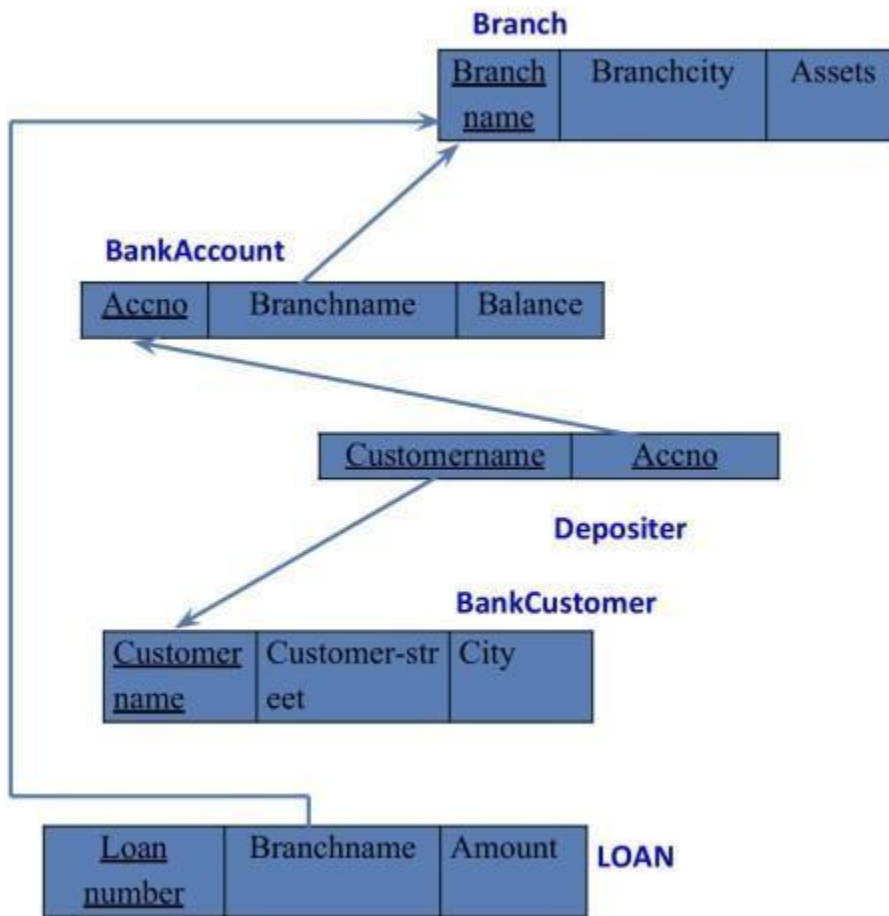 Branch
Branch Branchcity Assets
name
BankAccount
Accno Branchname Balance
Customername Accno
Depositer
BankCustomer
Customer Customer-str City
name eet
Loan Branchname Amount
number
LOAN